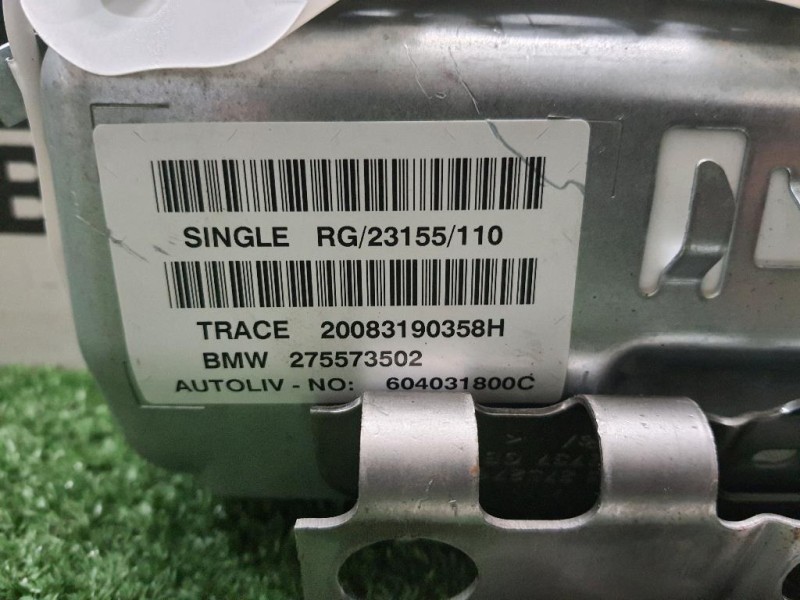 SINGLE RG/23155/110
TRACE 20083190358H
BMW 275573502
AUTOLIV - NO: 604031800C